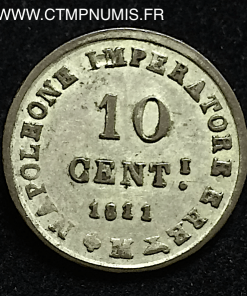 WWW.CTMPNUMIS.FR
NAPOLEONE IMPERATORE E RE
10
CENT.I
1811
M